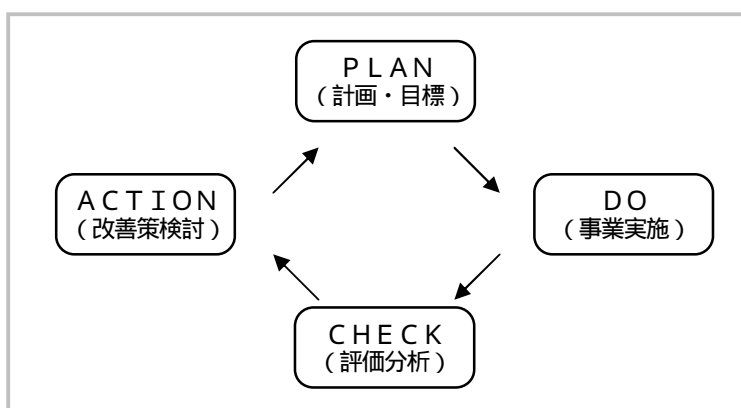 ＰＬＡＮ
（計画・目標）
ＡＣＴＩＯＮ
（改善策検討）
ＤＯ
（事業実施）
ＣＨＥＣＫ
（評価分析）